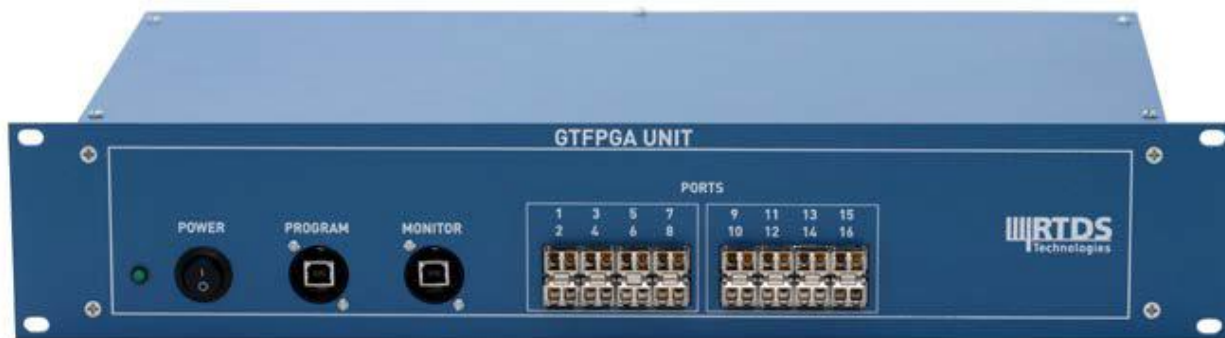 GTFPGA UNIT
PORTS
POWER PROGRAM MONITOR
1 3 5 7 9 11 13 15
2 4 6 8 10 12 14 16
RTDS
Technologies
I
O